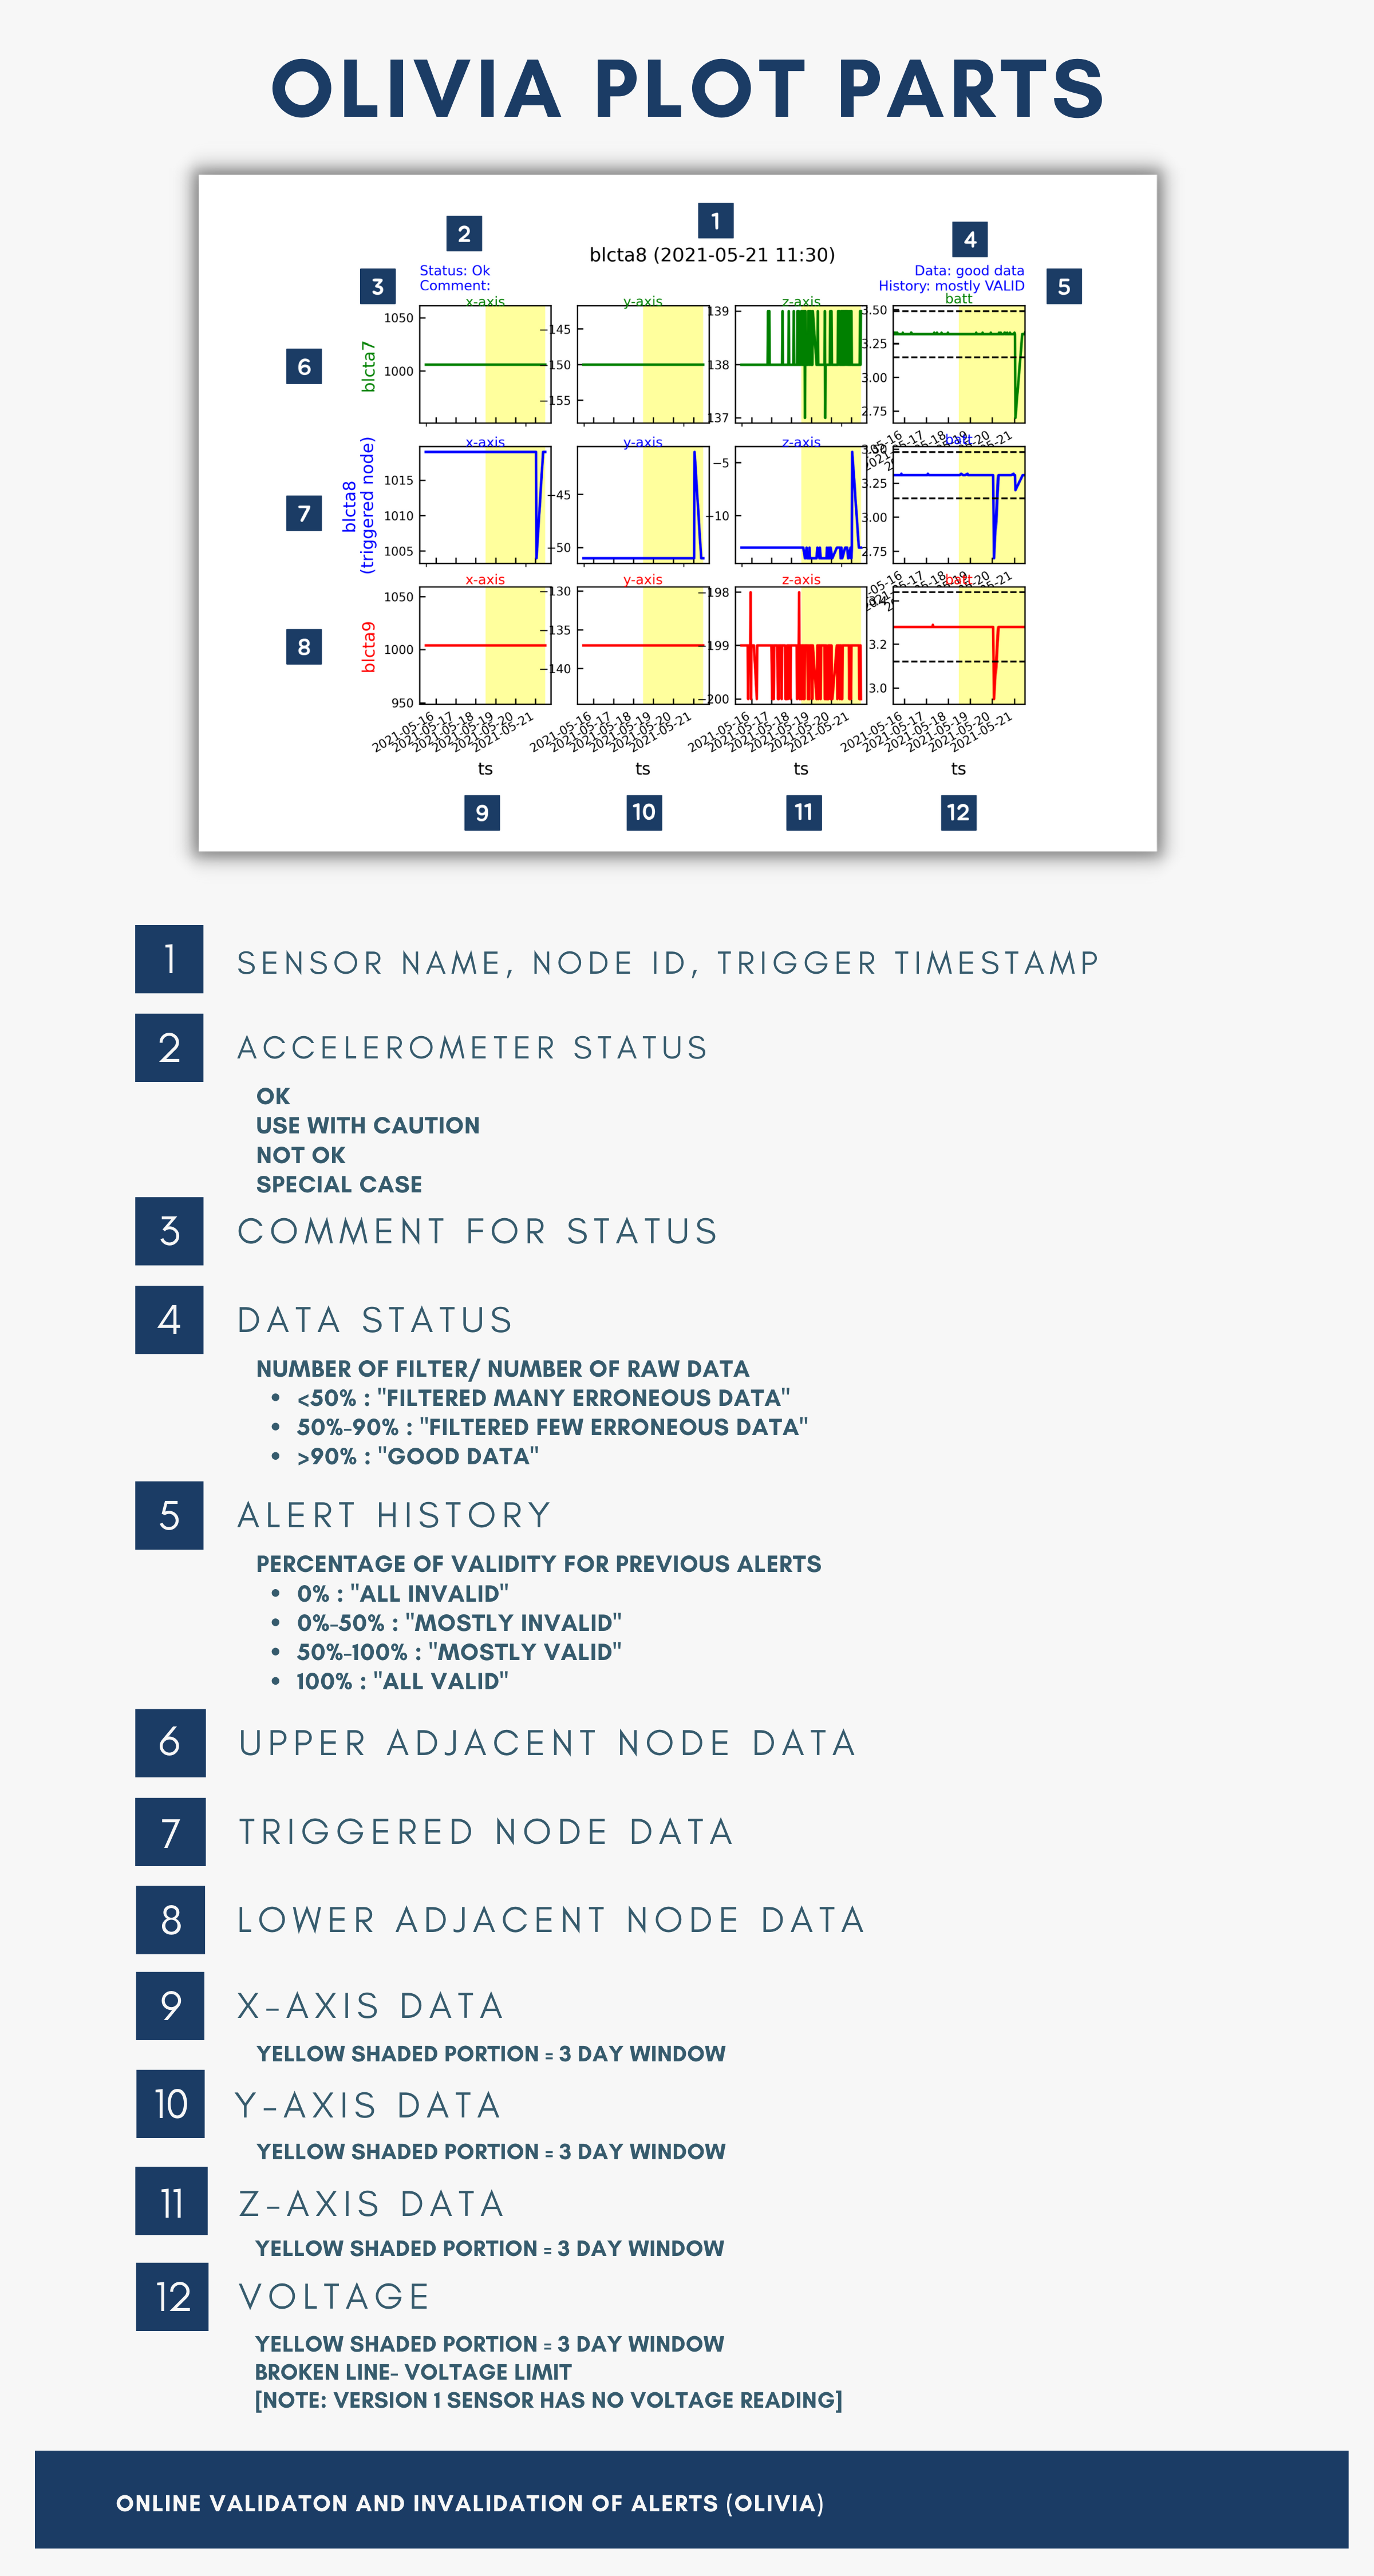 OLIVIA PLOT PARTS
1
2
blcta8 (2021-05-21 11:30)
4
3
Status: Ok
Comment:
Data: good data
History: mostly VALID
5
x-axis
y-axis
z-axis
batt
6
blcta7
1050
1000
−145
−150
−155
139
138
137
3.50
3.25
3.00
2.75
x-axis
y-axis
z-axis
7
blcta8
(triggered node)
1015
1010
1005
−45
−50
−5
−10
3.25
3.00
2.75
x-axis
y-axis
z-axis
batt
8
blcta9
1050
1000
950
−130
−135
−140
−198
−199
−200
3.2
3.0
2021-05-16
2021-05-17
2021-05-18
2021-05-19
2021-05-20
2021-05-21
2021-05-16
2021-05-17
2021-05-18
2021-05-19
2021-05-20
2021-05-21
2021-05-16
2021-05-17
2021-05-18
2021-05-19
2021-05-20
2021-05-21
2021-05-16
2021-05-17
2021-05-18
2021-05-19
2021-05-20
2021-05-21
ts
ts
ts
ts
9
10
11
12
1 SENSOR NAME, NODE ID, TRIGGER TIMESTAMP
2 ACCELEROMETER STATUS
OK
USE WITH CAUTION
NOT OK
SPECIAL CASE
3 COMMENT FOR STATUS
4 DATA STATUS
NUMBER OF FILTER/ NUMBER OF RAW DATA
• <50% : "FILTERED MANY ERRONEOUS DATA"
• 50%-90% : "FILTERED FEW ERRONEOUS DATA"
• >90% : "GOOD DATA"
5 ALERT HISTORY
PERCENTAGE OF VALIDITY FOR PREVIOUS ALERTS
• 0% : "ALL INVALID"
• 0%-50% : "MOSTLY INVALID"
• 50%-100% : "MOSTLY VALID"
• 100% : "ALL VALID"
6 UPPER ADJACENT NODE DATA
7 TRIGGERED NODE DATA
8 LOWER ADJACENT NODE DATA
9 X-AXIS DATA
YELLOW SHADED PORTION = 3 DAY WINDOW
10 Y-AXIS DATA
YELLOW SHADED PORTION = 3 DAY WINDOW
11 Z-AXIS DATA
YELLOW SHADED PORTION = 3 DAY WINDOW
12 VOLTAGE
YELLOW SHADED PORTION = 3 DAY WINDOW
BROKEN LINE- VOLTAGE LIMIT
[NOTE: VERSION 1 SENSOR HAS NO VOLTAGE READING]
ONLINE VALIDATON AND INVALIDATION OF ALERTS (OLIVIA)